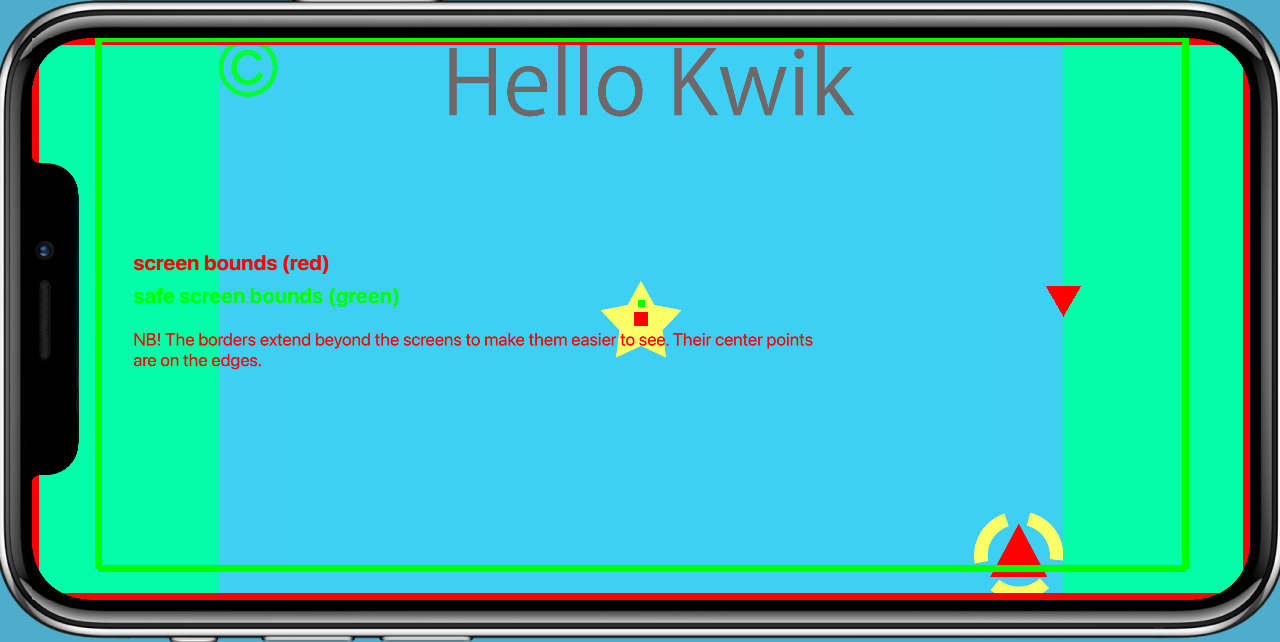 ©
Hello Kwik
screen bounds (red)
safe screen bounds (green)
NB! The borders extend beyond the screens to make them easier to see. Their center points
are on the edges.